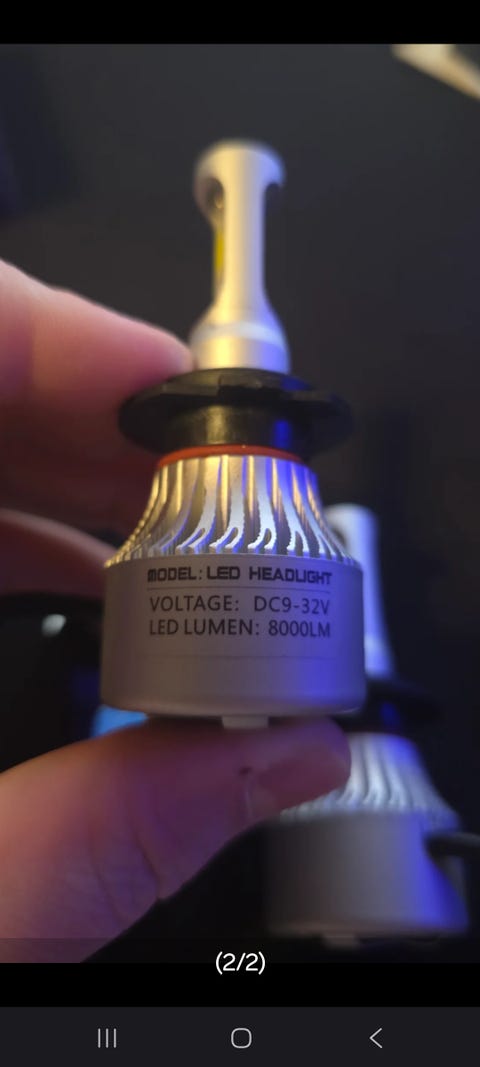 MODEL: LED HEADLIGHT
VOLTAGE: DC9-32V
LED LUMEN: 8000LM
(2/2)